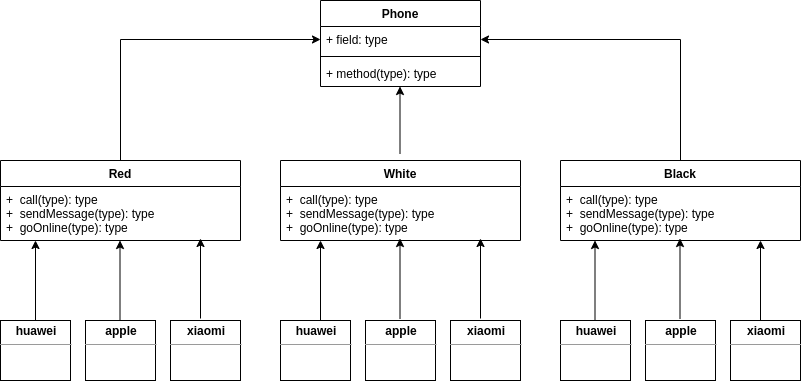 Phone
+ field: type
+ method(type): type
Red
+ call(type): type
+ sendMessage(type): type
+ goOnline(type): type
White
+ call(type): type
+ sendMessage(type): type
+ goOnline(type): type
Black
+ call(type): type
+ sendMessage(type): type
+ goOnline(type): type
huawei
apple
xiaomi
huawei
apple
xiaomi
huawei
apple
xiaomi